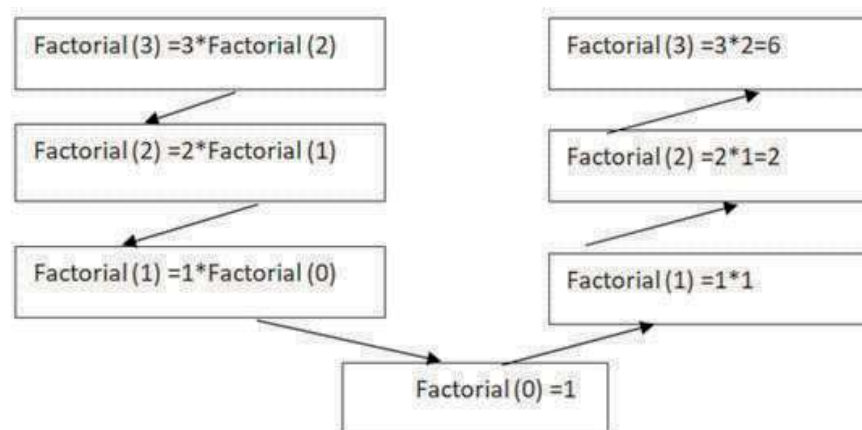 Factorial (3) =3*Factorial (2)
Factorial (2) =2*Factorial (1)
Factorial (1) =1*Factorial (0)
Factorial (0) =1
Factorial (1) =1*1
Factorial (2) =2*1=2
Factorial (3) =3*2=6